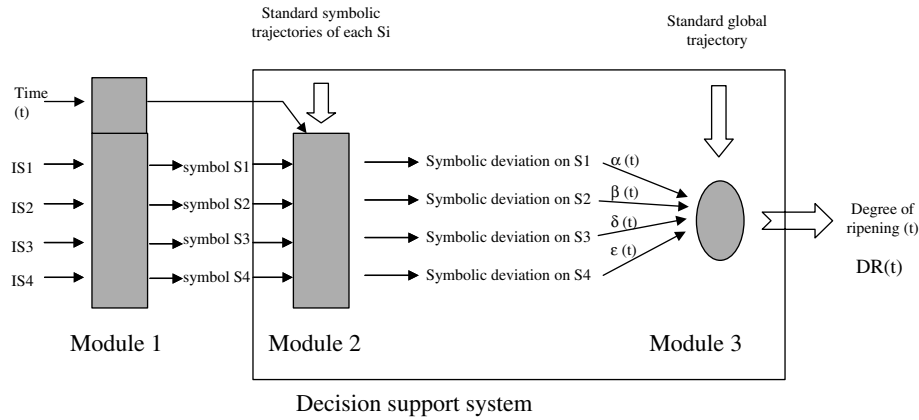 Standard symbolic
trajectories of each Si
Standard global
trajectory
Time
(t)
IS1
symbol S1
Symbolic deviation on S1
α (t)
IS2
symbol S2
Symbolic deviation on S2
β (t)
IS3
symbol S3
Symbolic deviation on S3
δ (t)
IS4
symbol S4
Symbolic deviation on S4
ε (t)
Degree of
ripening (t)
DR(t)
Module 1
Module 2
Module 3
Decision support system